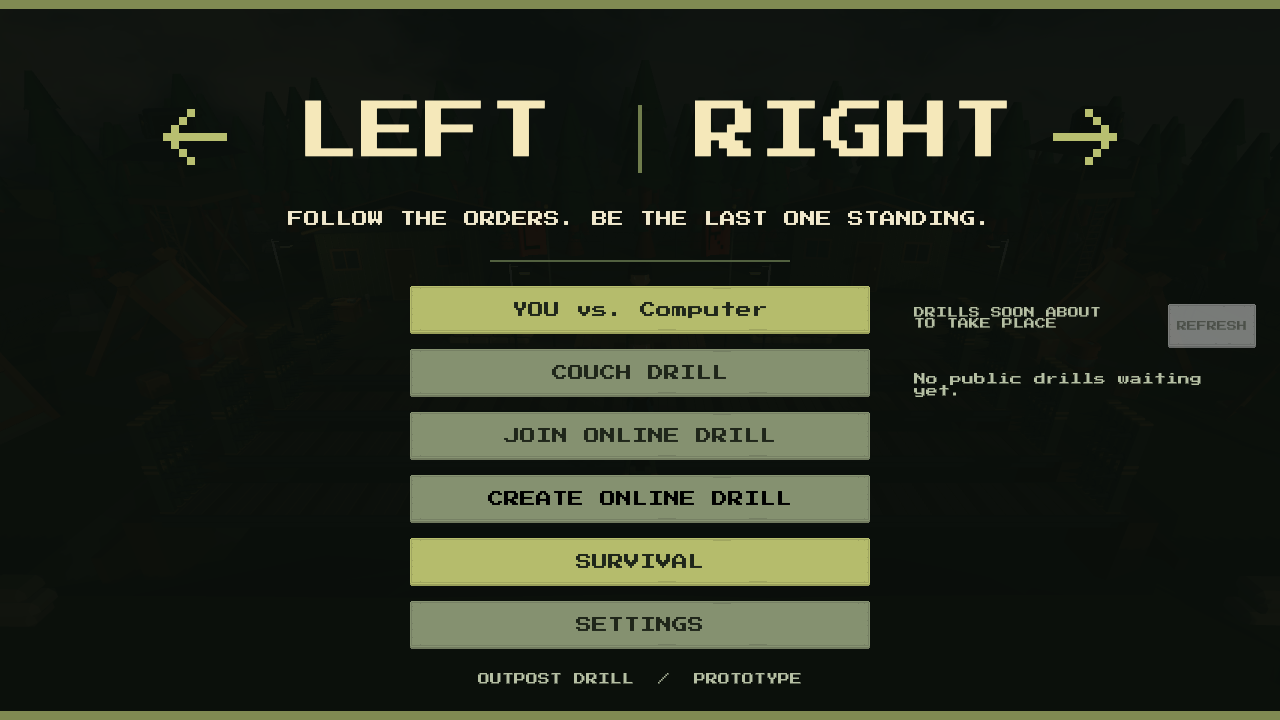 LEFT RIGHT
FOLLOW THE ORDERS. BE THE LAST ONE STANDING.
YOU vs. Computer
COUCH DRILL
JOIN ONLINE DRILL
CREATE ONLINE DRILL
SURVIVAL
SETTINGS
DRILLS SOON ABOUT
TO TAKE PLACE
REFRESH
No public drills waiting
yet.
OUTPOST DRILL / PROTOTYPE